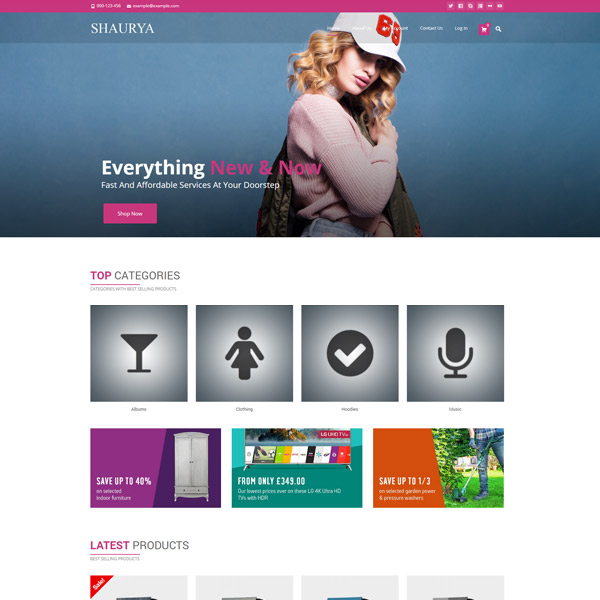 000-123-456 example@example.com
SHAURYA
Account Contact Us Log In
Everything New & Now
Fast And Affordable Services At Your Doorstep
Shop Now
TOP CATEGORIES
CATEGORIES WITH BEST SELLING PRODUCTS
Albums Clothing Hoodies Music
SAVE UP TO 40%
on selected
indoor furniture
LG UHD TV
FROM ONLY £349.00
Our lowest prices ever on these LG 4K Ultra HD
TVs with HDR
SAVE UP TO 1/3
on selected garden power
& pressure washers
LATEST PRODUCTS
BEST SELLING PRODUCTS
Sale!